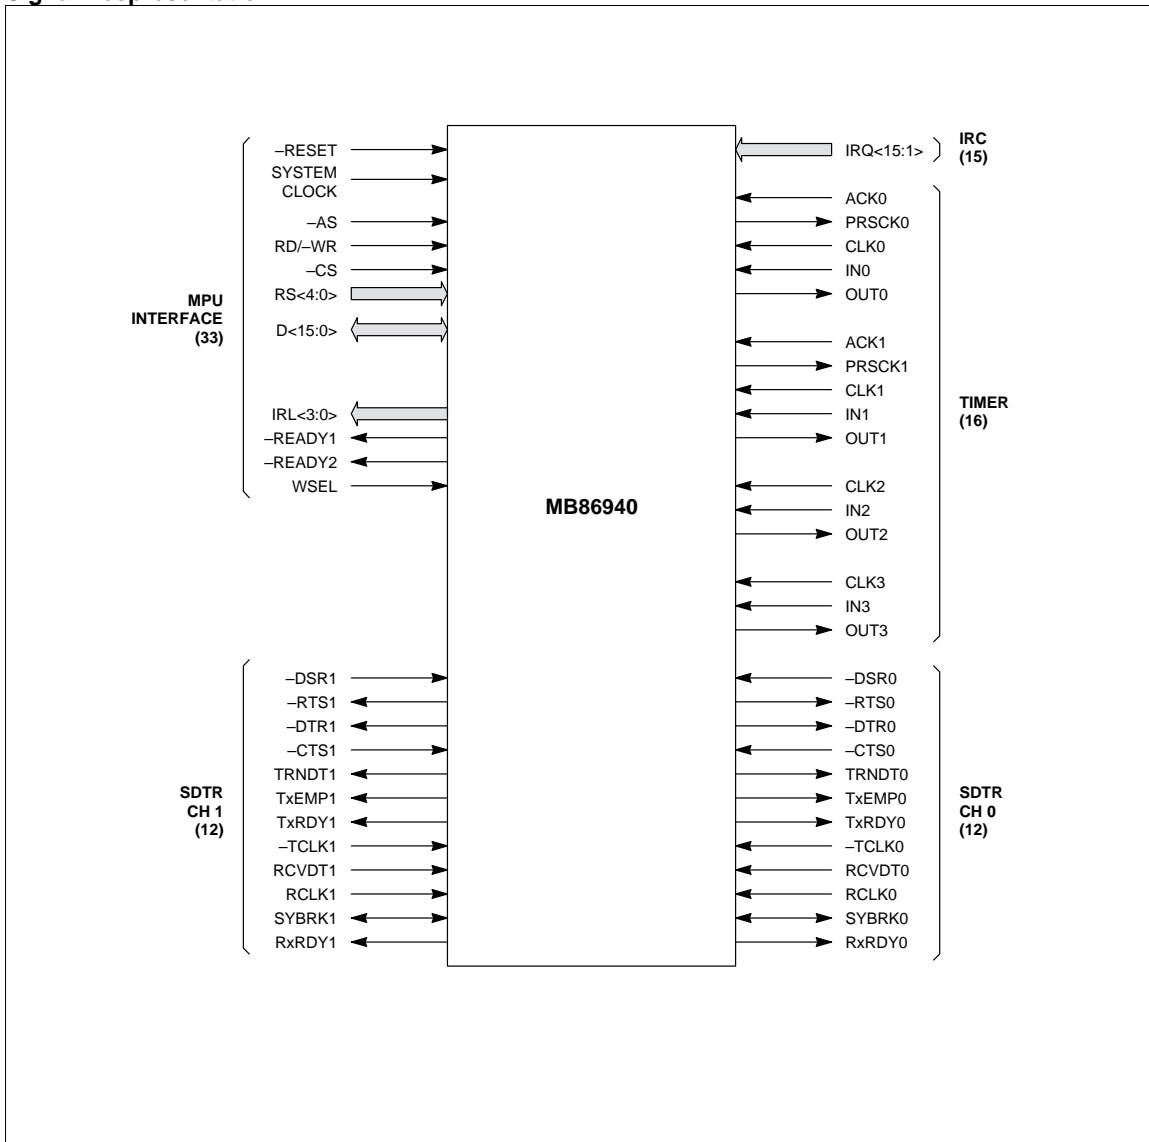 –RESET
SYSTEM
CLOCK
–AS
RD/–WR
–CS
RS<4:0>
D<15:0>
IRL<3:0>
–READY1
–READY2
WSEL
MPU
INTERFACE
(33)
–DSR1
–RTS1
–DTR1
–CTS1
TRNDT1
TxEMP1
TxRDY1
–TCLK1
RCVDT1
RCLK1
SYBRK1
RxRDY1
SDTR
CH 1
(12)
MB86940
IRQ<15:1>
IRC
(15)
ACK0
PRSCK0
CLK0
IN0
OUT0
ACK1
PRSCK1
CLK1
IN1
OUT1
CLK2
IN2
OUT2
CLK3
IN3
OUT3
TIMER
(16)
–DSR0
–RTS0
–DTR0
–CTS0
TRNDT0
TxEMP0
TxRDY0
–TCLK0
RCVDT0
RCLK0
SYBRK0
RxRDY0
SDTR
CH 0
(12)